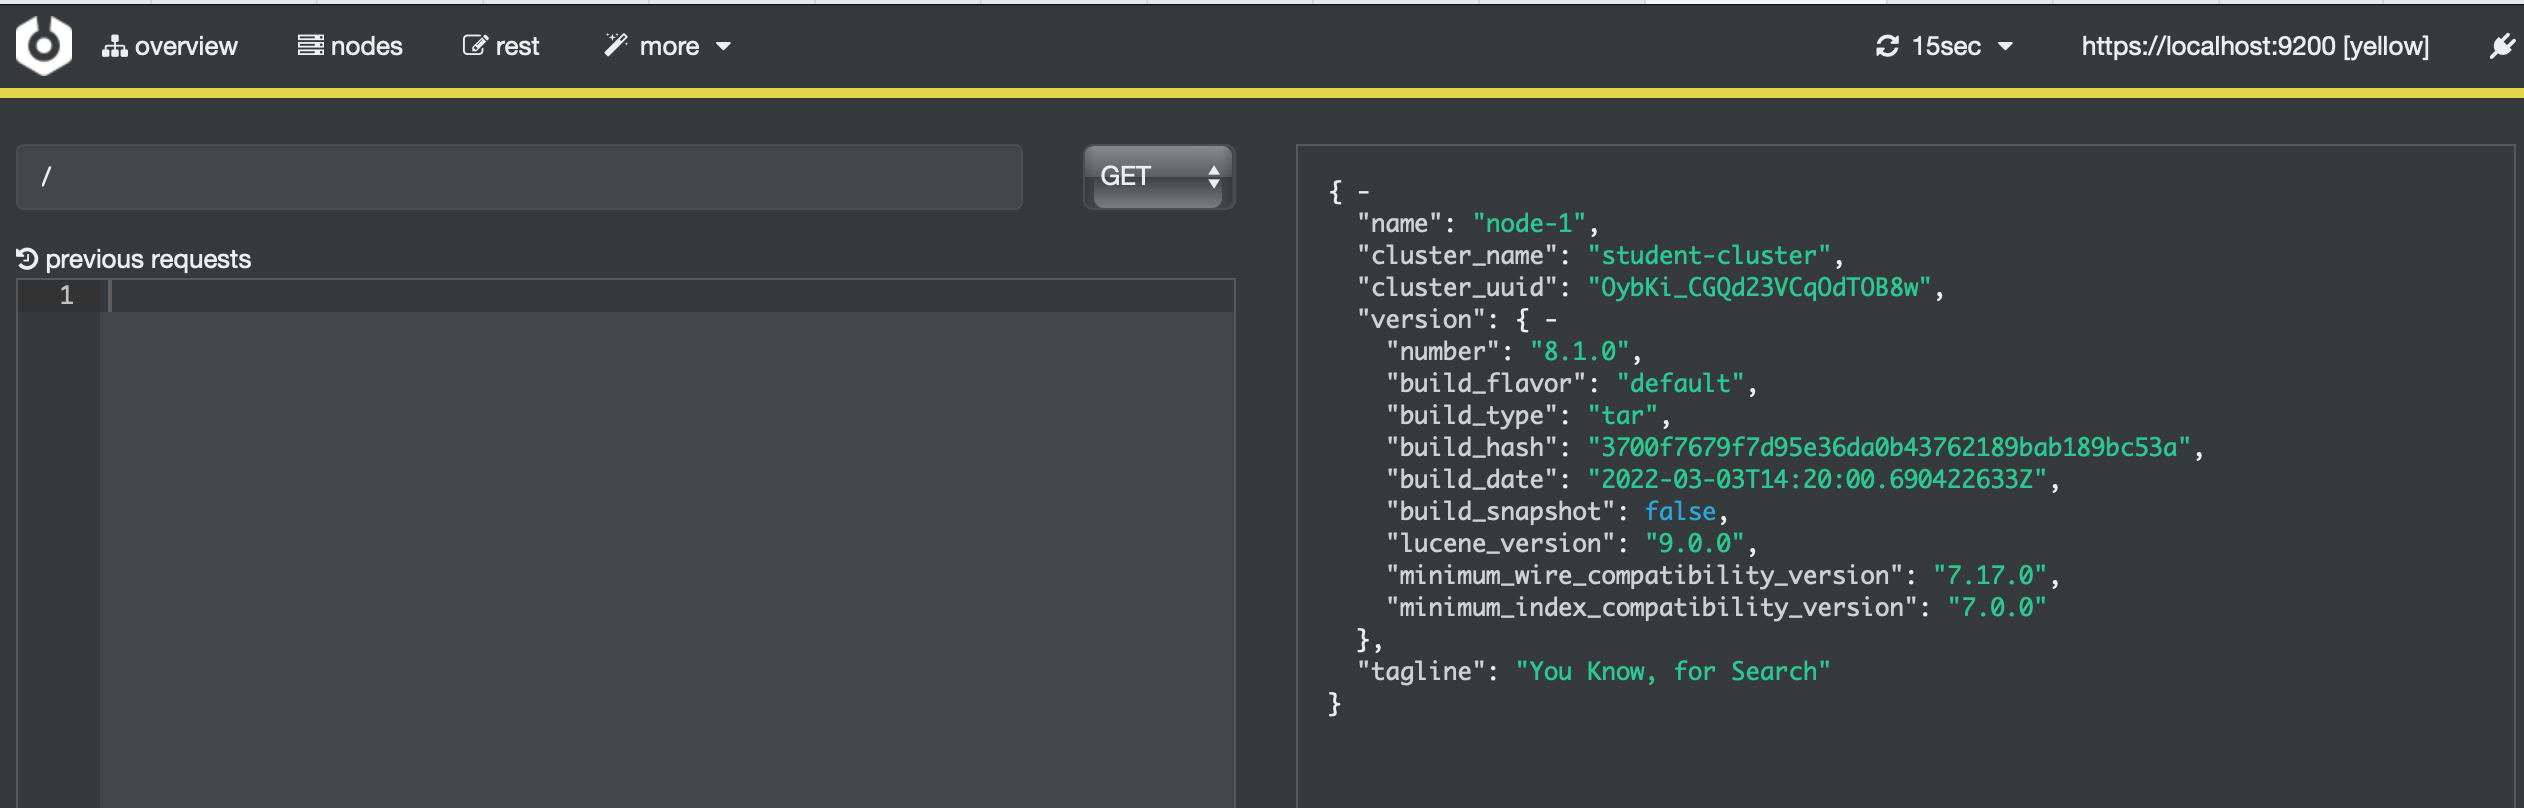 overview nodes rest more 15sec https://localhost:9200 [yellow]
/ GET
previous requests
1
{ -
"name": "node-1",
"cluster_name": "student-cluster",
"cluster_uuid": "OybKi_CGQd23VCqOdTOB8w",
"version": { -
"number": "8.1.0",
"build_flavor": "default",
"build_type": "tar",
"build_hash": "3700f7679f7d95e36da0b43762189bab189bc53a",
"build_date": "2022-03-03T14:20:00.690422633Z",
"build_snapshot": false,
"lucene_version": "9.0.0",
"minimum_wire_compatibility_version": "7.17.0",
"minimum_index_compatibility_version": "7.0.0"
},
"tagline": "You Know, for Search"
}